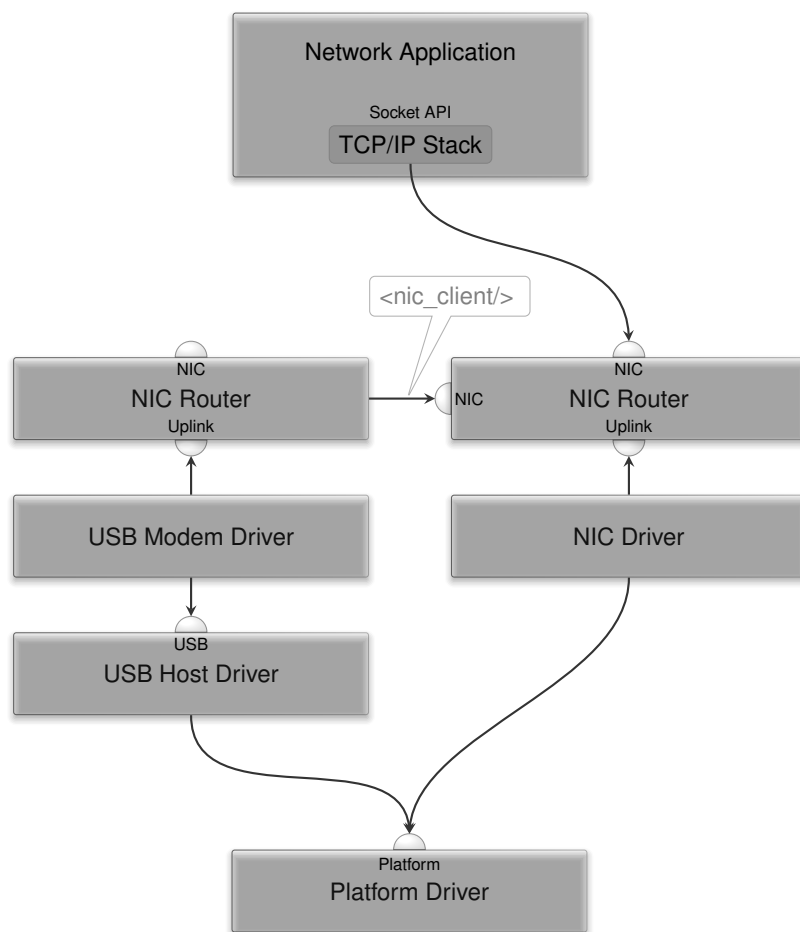 Network Application
Socket API
TCP/IP Stack
<nic_client/>
NIC
NIC Router
Uplink
NIC
NIC
NIC Router
Uplink
USB Modem Driver
NIC Driver
USB
USB Host Driver
Platform
Platform Driver